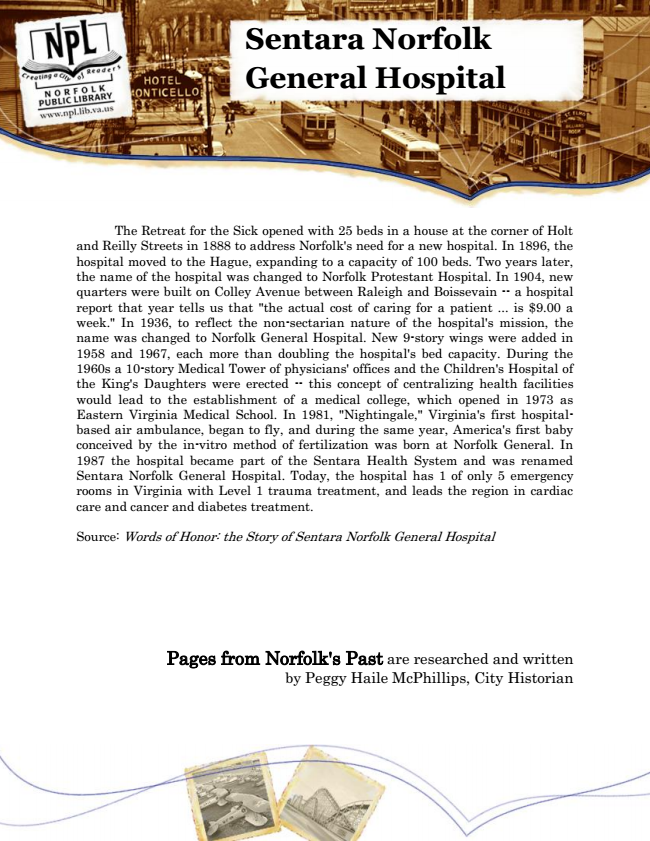 NPL
Creating a City of Readers
NORFOLK
PUBLIC LIBRARY
www.npl.lib.va.us
HOTEL
MONTICELLO
Sentara Norfolk
General Hospital
The Retreat for the Sick opened with 25 beds in a house at the corner of Holt
and Reilly Streets in 1888 to address Norfolk's need for a new hospital. In 1896, the
hospital moved to the Hague, expanding to a capacity of 100 beds. Two years later,
the name of the hospital was changed to Norfolk Protestant Hospital. In 1904, new
quarters were built on Colley Avenue between Raleigh and Boissevain -- a hospital
report that year tells us that "the actual cost of caring for a patient ... is $9.00 a
week." In 1936, to reflect the non-sectarian nature of the hospital's mission, the
name was changed to Norfolk General Hospital. New 9-story wings were added in
1958 and 1967, each more than doubling the hospital's bed capacity. During the
1960s a 10-story Medical Tower of physicians' offices and the Children's Hospital of
the King's Daughters were erected -- this concept of centralizing health facilities
would lead to the establishment of a medical college, which opened in 1973 as
Eastern Virginia Medical School. In 1981, "Nightingale," Virginia's first hospital-
based air ambulance, began to fly, and during the same year, America's first baby
conceived by the in-vitro method of fertilization was born at Norfolk General. In
1987 the hospital became part of the Sentara Health System and was renamed
Sentara Norfolk General Hospital. Today, the hospital has 1 of only 5 emergency
rooms in Virginia with Level 1 trauma treatment, and leads the region in cardiac
care and cancer and diabetes treatment.
Source: Words of Honor: the Story of Sentara Norfolk General Hospital
Pages from Norfolk's Past are researched and written
by Peggy Haile McPhillips, City Historian